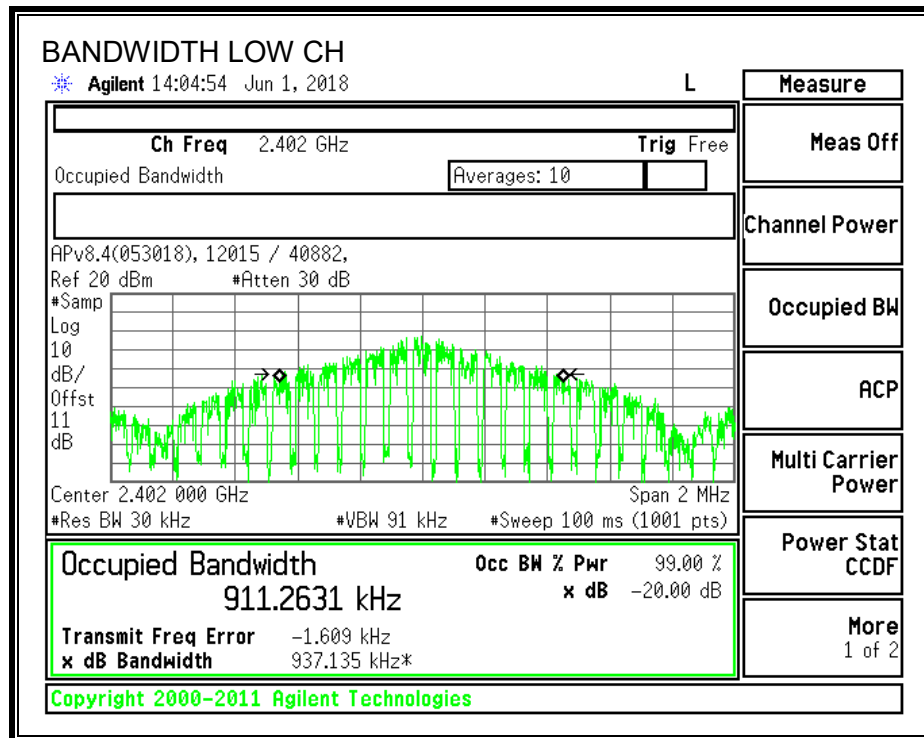 BANDWIDTH LOW CH
Agilent 14:04:54 Jun 1, 2018 L
Ch Freq 2.402 GHz Trig Free
Occupied Bandwidth Averages: 10
APv8.4(053018), 12015 / 40882,
Ref 20 dBm #Atten 30 dB
#Samp
Log
10
dB/
Offst
11
dB
Center 2.402 000 GHz Span 2 MHz
#Res BW 30 kHz #VBW 91 kHz #Sweep 100 ms (1001 pts)
Occupied Bandwidth Occ BW % Pwr 99.00 %
911.2631 kHz x dB -20.00 dB
Transmit Freq Error -1.609 kHz
x dB Bandwidth 937.135 kHz*
Copyright 2000-2011 Agilent Technologies
Measure
Meas Off
Channel Power
Occupied BW
ACP
Multi Carrier
Power
Power Stat
CCDF
More
1 of 2